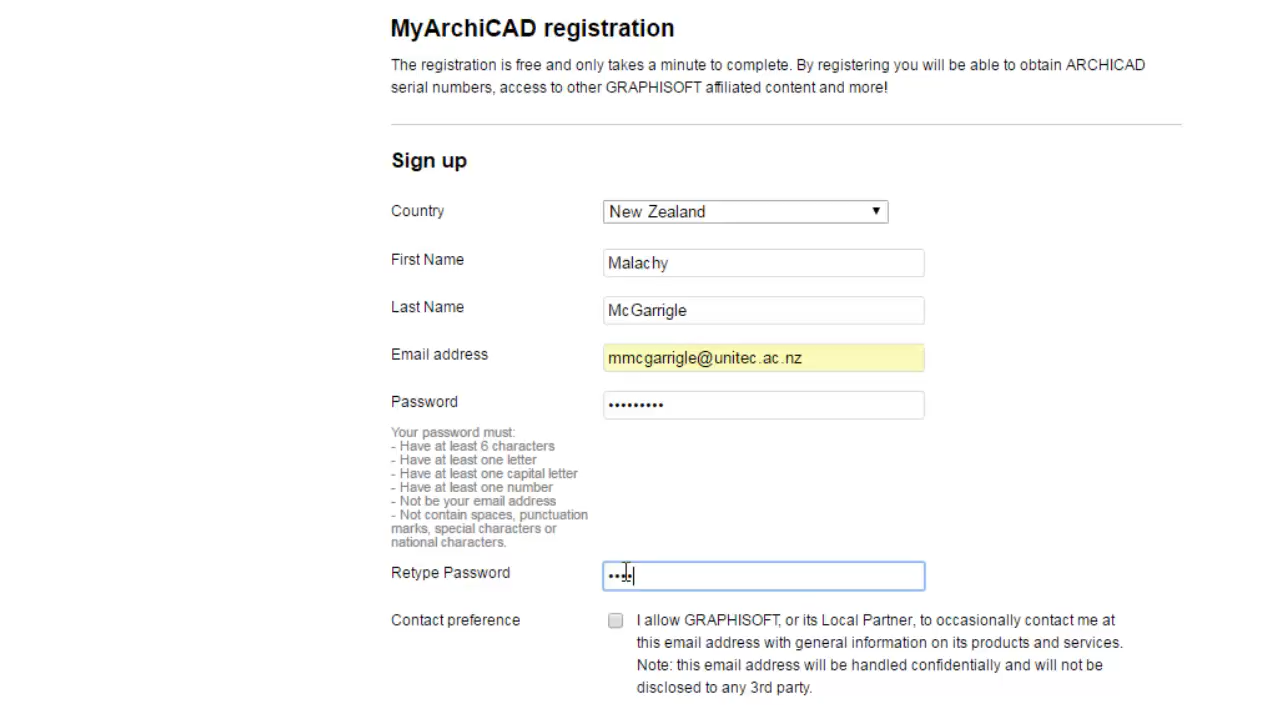 MyArchiCAD registration
The registration is free and only takes a minute to complete. By registering you will be able to obtain ARCHICAD
serial numbers, access to other GRAPHISOFT affiliated content and more!
Sign up
Country
New Zealand
First Name
Malachy
Last Name
McGarrigle
Email address
mmcgarrigle@unitec.ac.nz
Password
•••••••••
Your password must:
- Have at least 6 characters
- Have at least one letter
- Have at least one capital letter
- Have at least one number
- Not be your email address
- Not contain spaces, punctuation
marks, special characters or
national characters.
Retype Password
••••
Contact preference
I allow GRAPHISOFT, or its Local Partner, to occasionally contact me at
this email address with general information on its products and services.
Note: this email address will be handled confidentially and will not be
disclosed to any 3rd party.